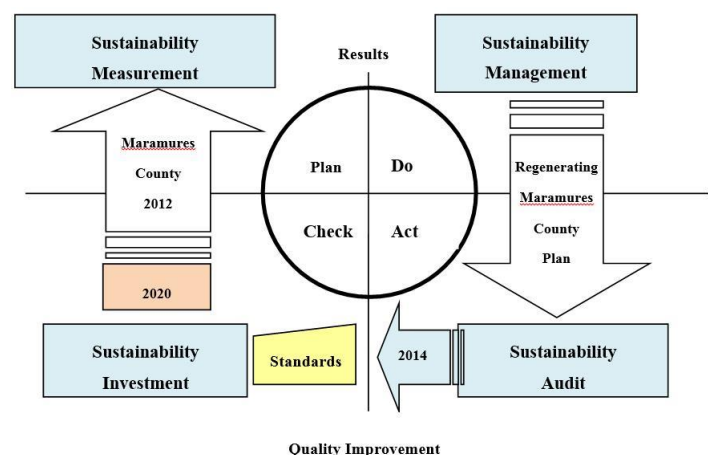 Sustainability
Measurement
Results
Sustainability
Management
Maramures
County
2012
Plan
Do
Check
Act
Regenerating
Maramures
County
Plan
2020
Sustainability
Investment
Standards
2014
Sustainability
Audit
Quality Improvement